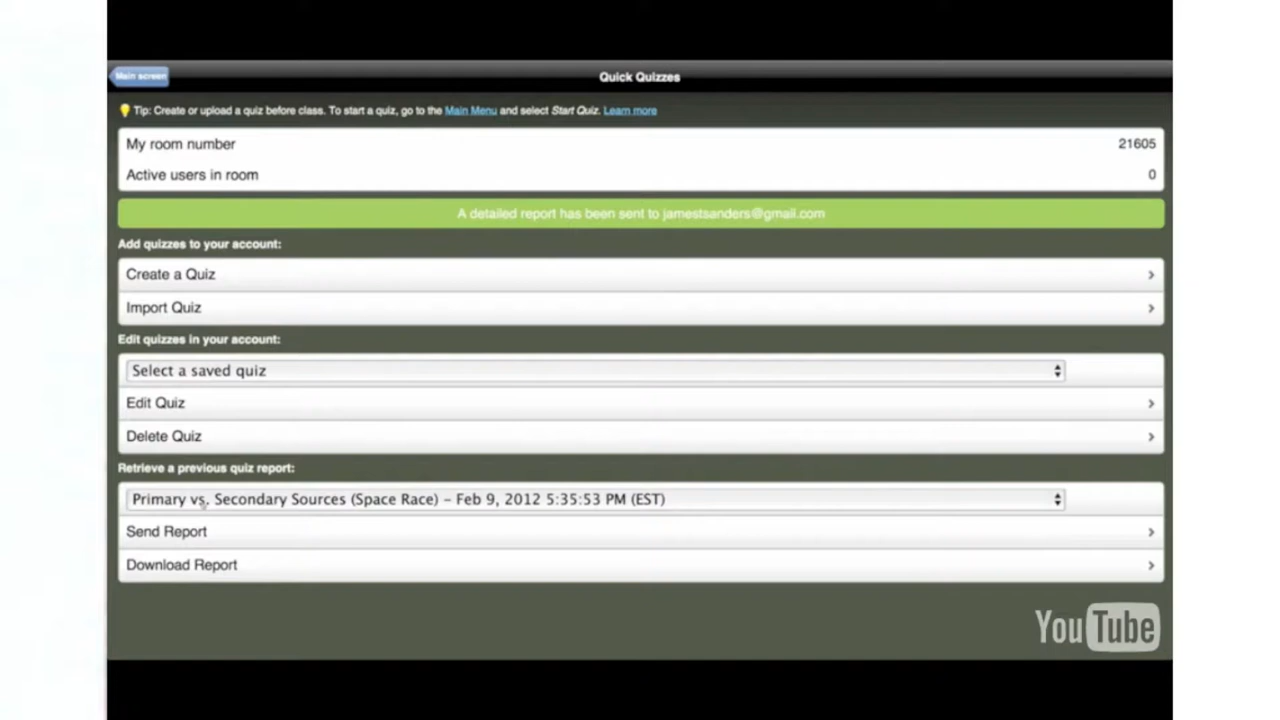 Main screen
Quick Quizzes
Tip: Create or upload a quiz before class. To start a quiz, go to the Main Menu and select Start Quiz. Learn more
My room number 21605
Active users in room 0
A detailed report has been sent to jamestsanders@gmail.com
Add quizzes to your account:
Create a Quiz
Import Quiz
Edit quizzes in your account:
Select a saved quiz
Edit Quiz
Delete Quiz
Retrieve a previous quiz report:
Primary vs. Secondary Sources (Space Race) – Feb 9, 2012 5:35:53 PM (EST)
Send Report
Download Report
YouTube